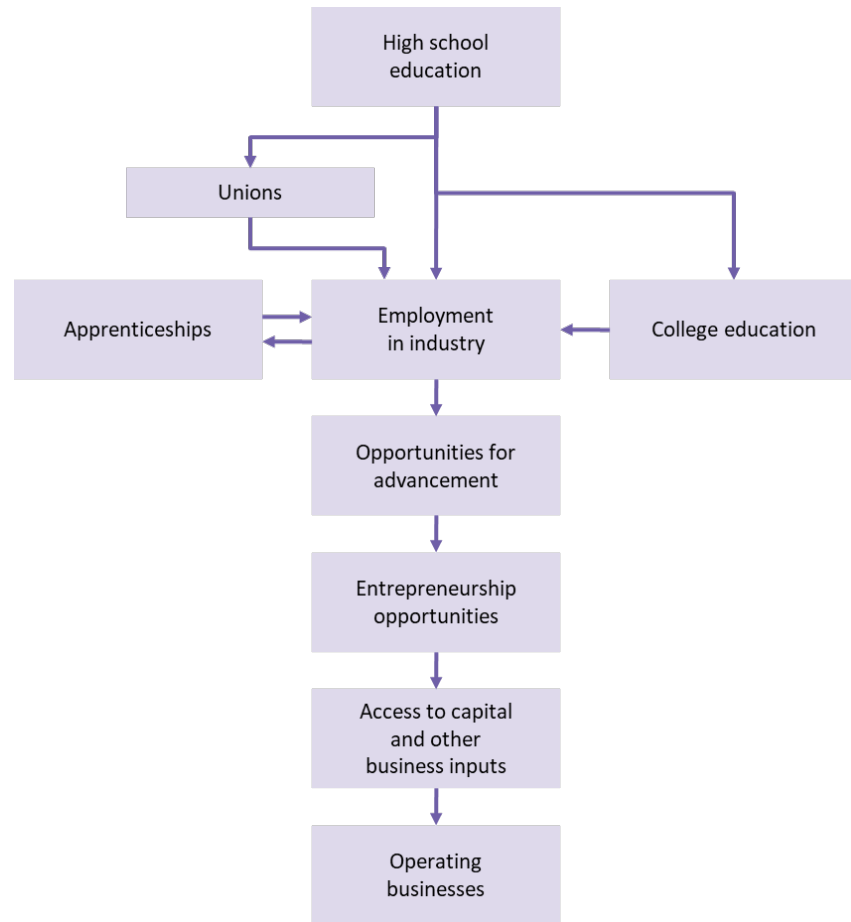 High school
education
Unions
Apprenticeships
Employment
in industry
College education
Opportunities for
advancement
Entrepreneurship
opportunities
Access to capital
and other
business inputs
Operating
businesses